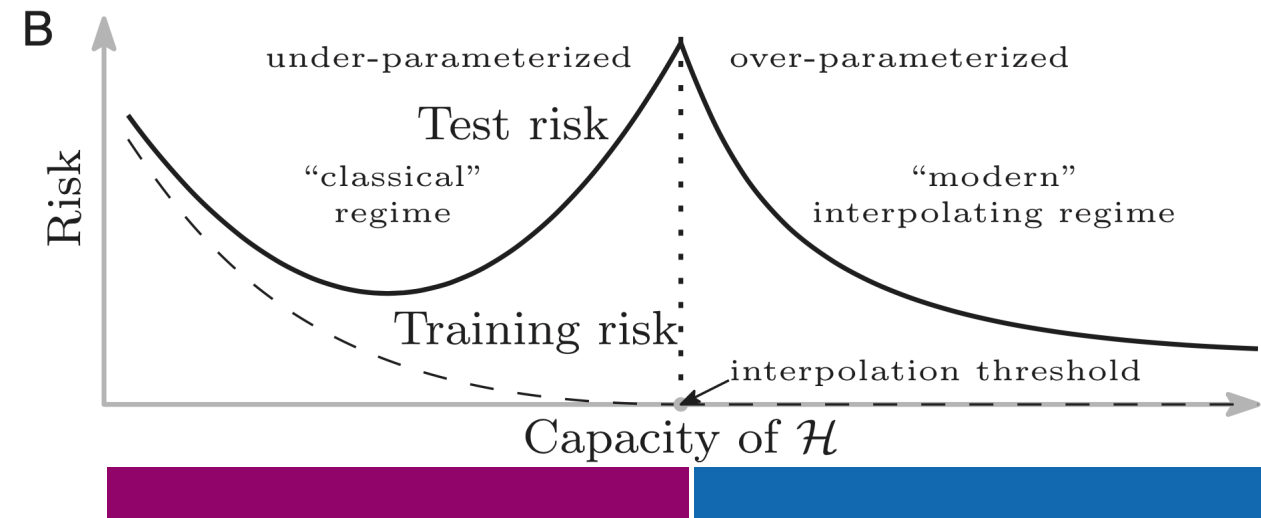 B
under-parameterized
over-parameterized
Test risk
“classical”
regime
“modern”
interpolating regime
Risk
Training risk
interpolation threshold
Capacity of ℋ